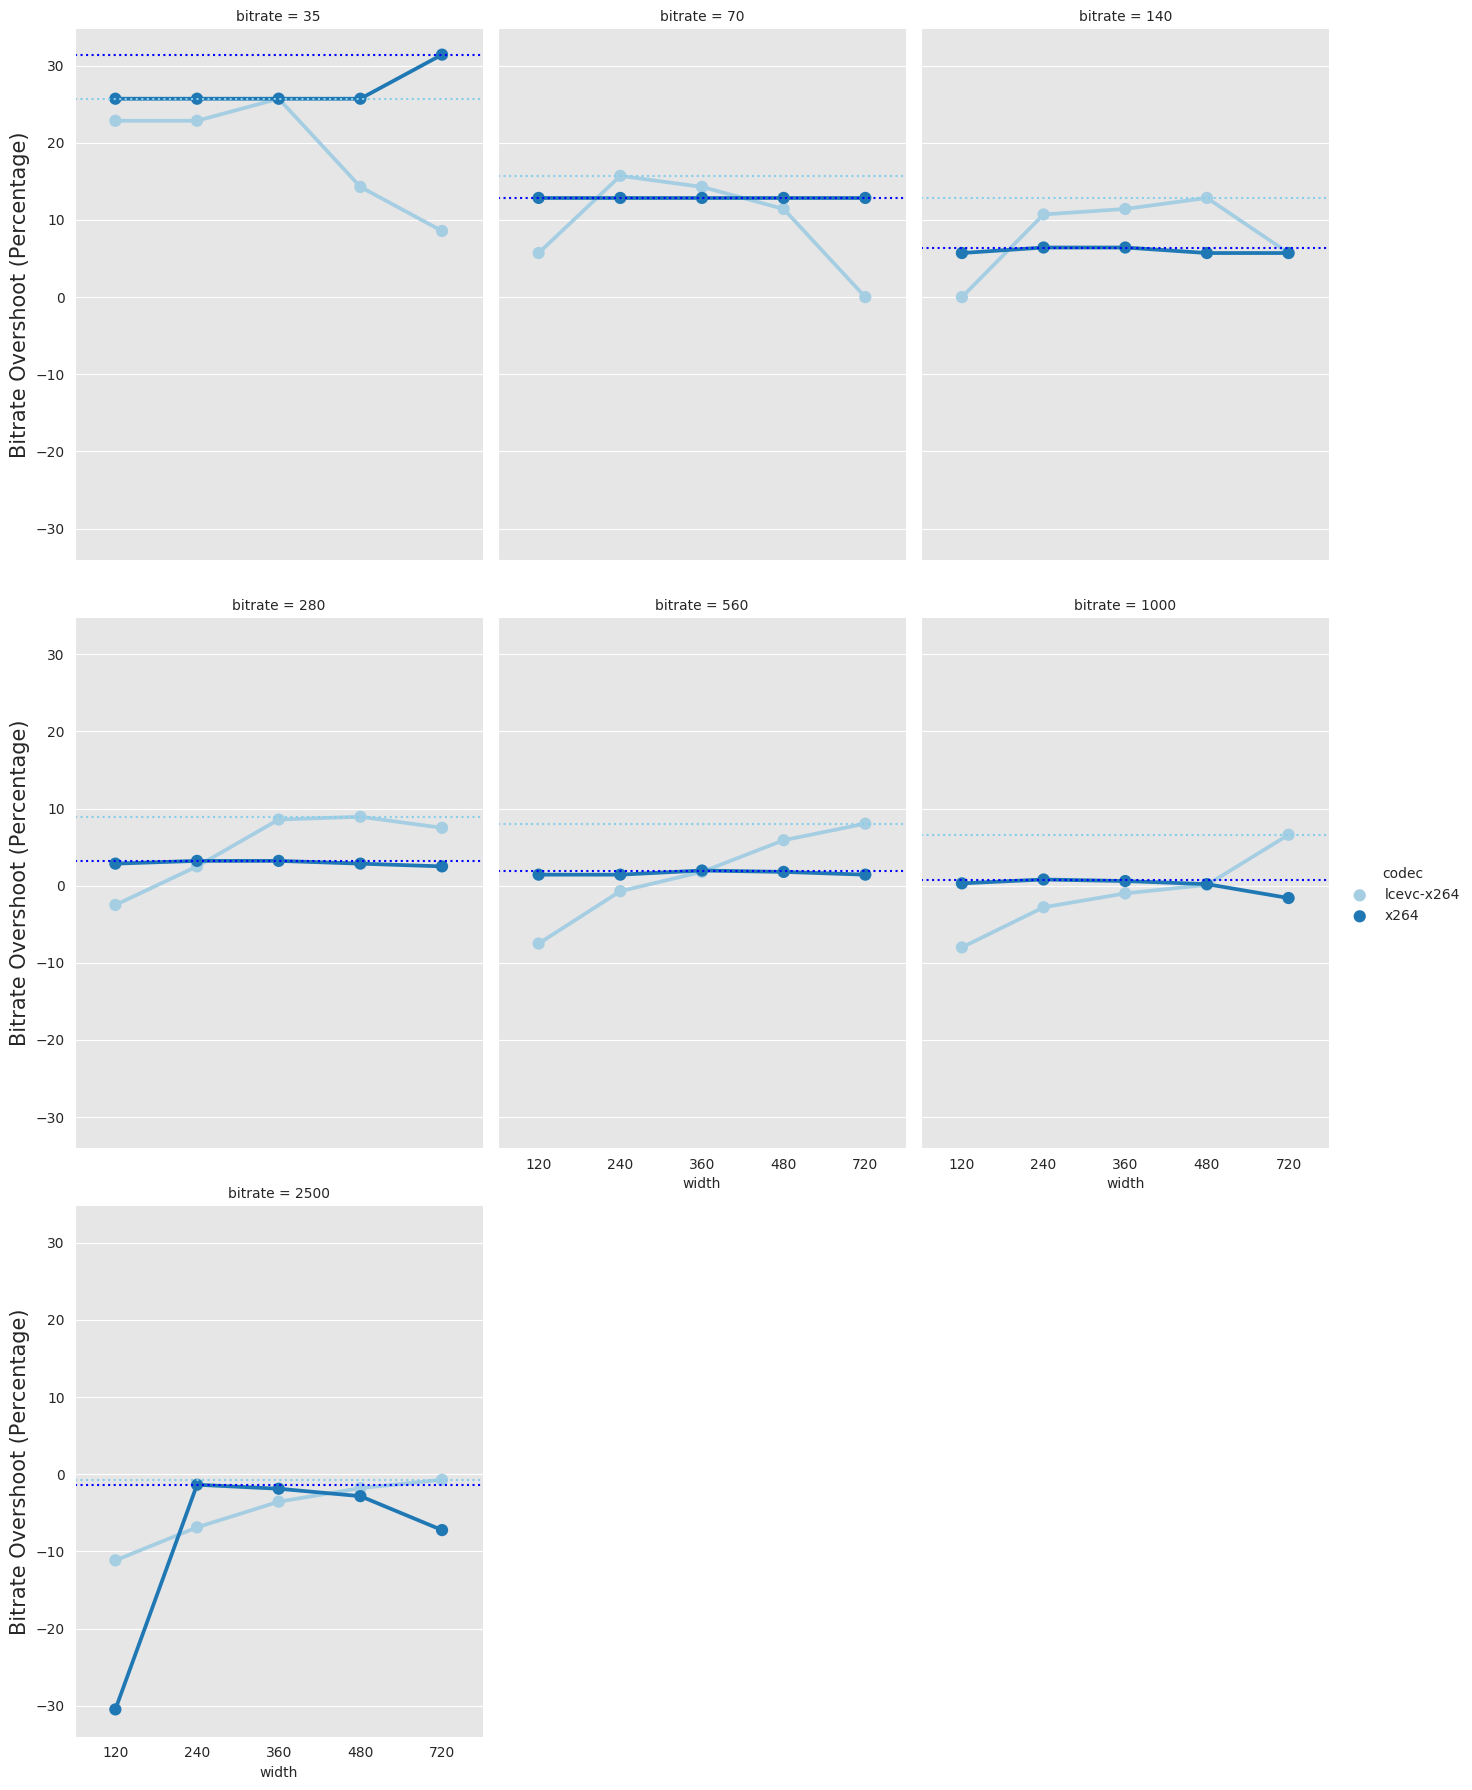 bitrate = 35
bitrate = 70
bitrate = 140
Bitrate Overshoot (Percentage)
30
20
10
0
−10
−20
−30
bitrate = 280
bitrate = 560
bitrate = 1000
Bitrate Overshoot (Percentage)
30
20
10
0
−10
−20
−30
120 240 360 480 720
width
120 240 360 480 720
width
codec
lcevc-x264
x264
bitrate = 2500
Bitrate Overshoot (Percentage)
30
20
10
0
−10
−20
−30
120 240 360 480 720
width